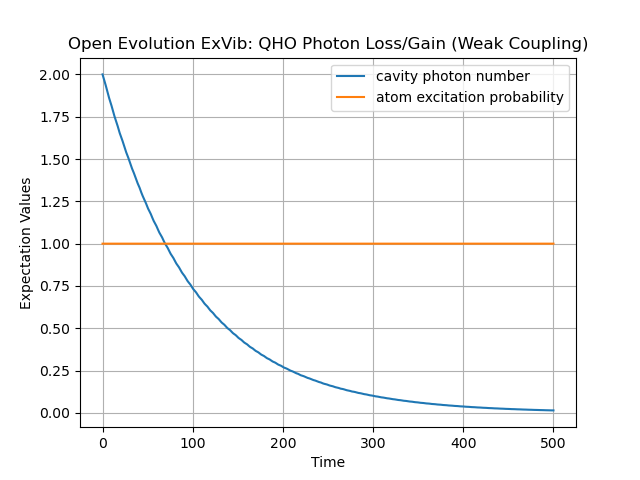 Open Evolution ExVib: QHO Photon Loss/Gain (Weak Coupling)
cavity photon number
atom excitation probability
Expectation Values
2.00
1.75
1.50
1.25
1.00
0.75
0.50
0.25
0.00
0 100 200 300 400 500
Time